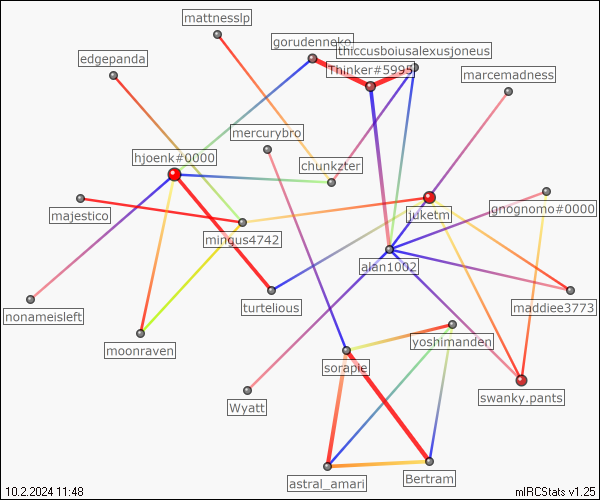 mattnesslp
gorudenneko
thiccusboiusalexusjoneus
edgepanda
Thinker#5995
marcemadness
mercurybro
hjoenk#0000
chunkzter
majestico
juketm
gnognomo#0000
mingus4742
alan1002
nonameisleft
turtelious
maddiee3773
moonraven
yoshimanden
sorapie
Wyatt
swanky.pants
astral_amari
Bertram
10.2.2024 11:48
mIRCStats v1.25